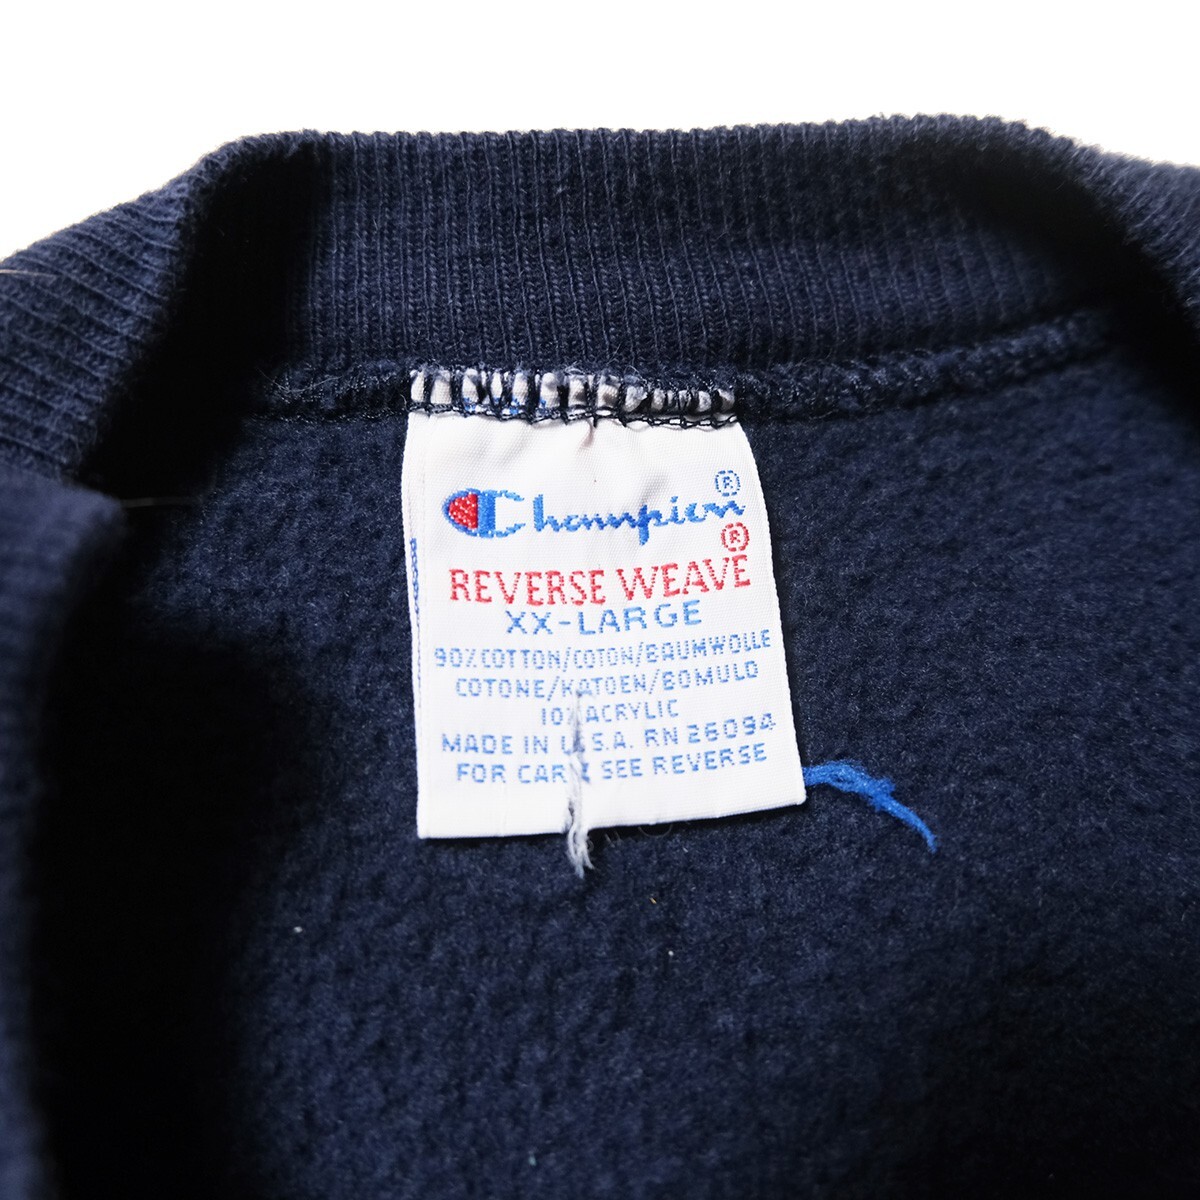 Champion®
REVERSE WEAVE®
XX-LARGE
90% COTTON/COTON/BAUMWOLLE
COTONE/KATOEN/BOMULD
10% ACRYLIC
MADE IN U.S.A. RN 26094
FOR CARE SEE REVERSE